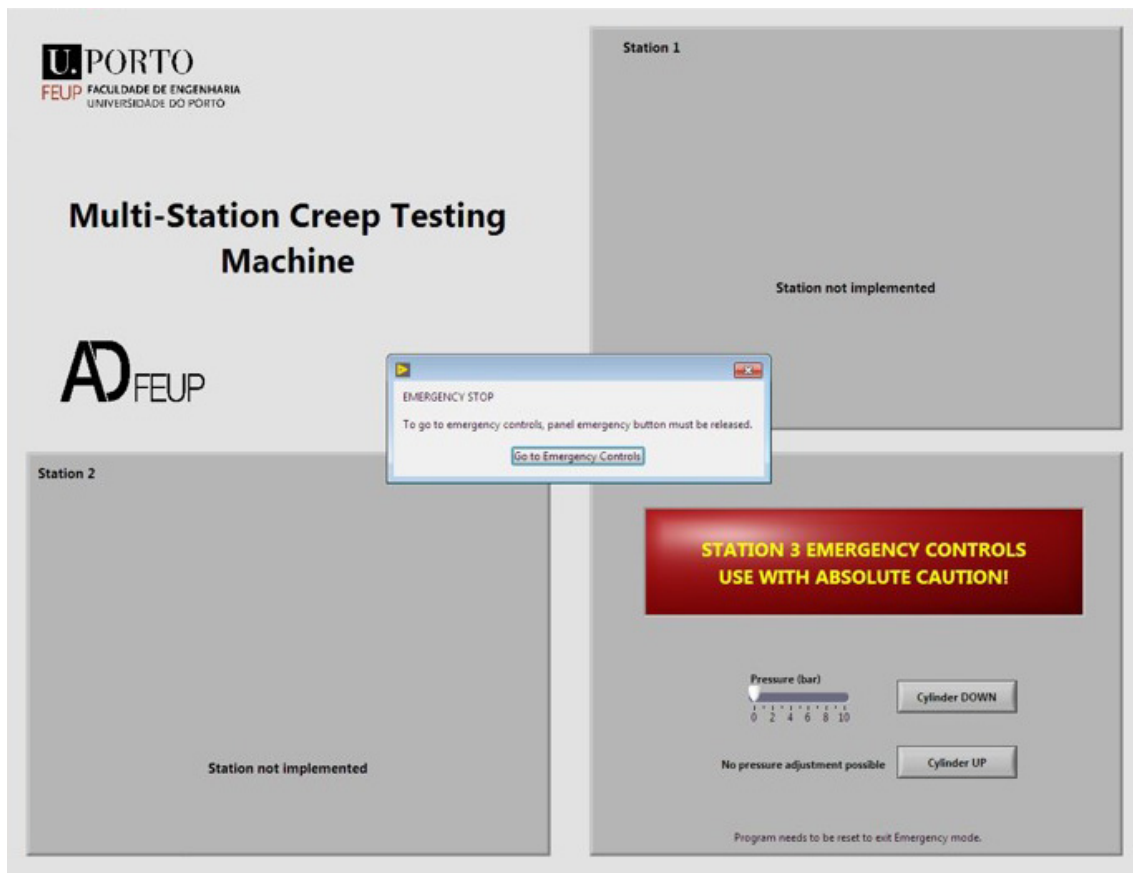 U.PORTO
FEUP FACULDADE DE ENGENHARIA
UNIVERSIDADE DO PORTO
Multi-Station Creep Testing
Machine
AD FEUP
Station 1
Station not implemented
EMERGENCY STOP
To go to emergency controls, panel emergency button must be released.
Go to Emergency Controls
Station 2
Station not implemented
STATION 3 EMERGENCY CONTROLS
USE WITH ABSOLUTE CAUTION!
Pressure (bar)
0 2 4 6 8 10
Cylinder DOWN
No pressure adjustment possible
Cylinder UP
Program needs to be reset to exit Emergency mode.